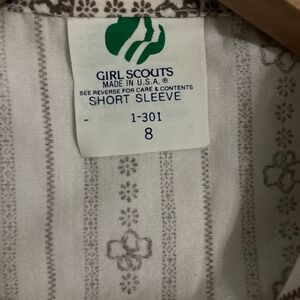 GIRL SCOUTS
MADE IN U.S.A.®
SEE REVERSE FOR CARE & CONTENTS
SHORT SLEEVE
- 1-301
8